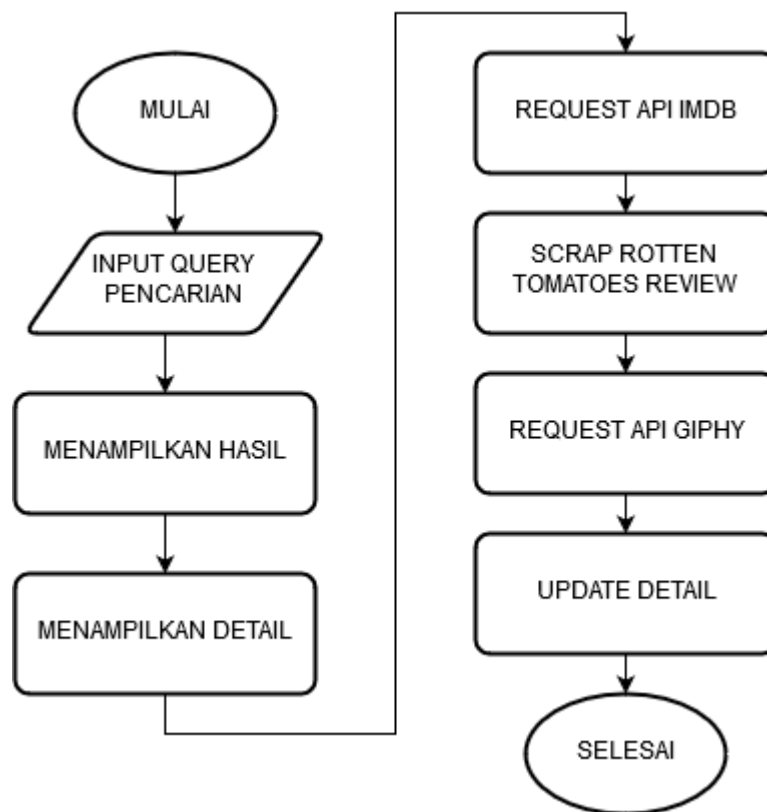 MULAI
INPUT QUERY
PENCARIAN
MENAMPILKAN HASIL
MENAMPILKAN DETAIL
REQUEST API IMDB
SCRAP ROTTEN
TOMATOES REVIEW
REQUEST API GIPHY
UPDATE DETAIL
SELESAI